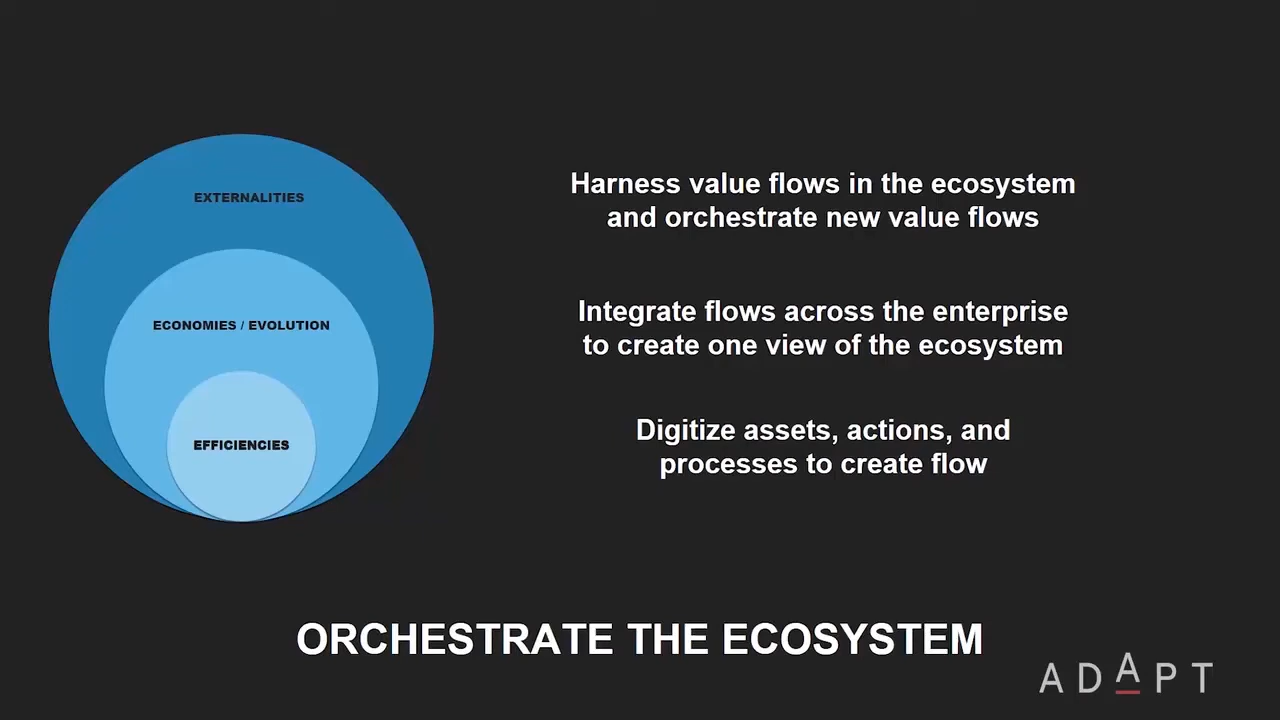 EXTERNALITIES
Harness value flows in the ecosystem
and orchestrate new value flows
ECONOMIES / EVOLUTION
Integrate flows across the enterprise
to create one view of the ecosystem
EFFICIENCIES
Digitize assets, actions, and
processes to create flow
ORCHESTRATE THE ECOSYSTEM
ADAPT